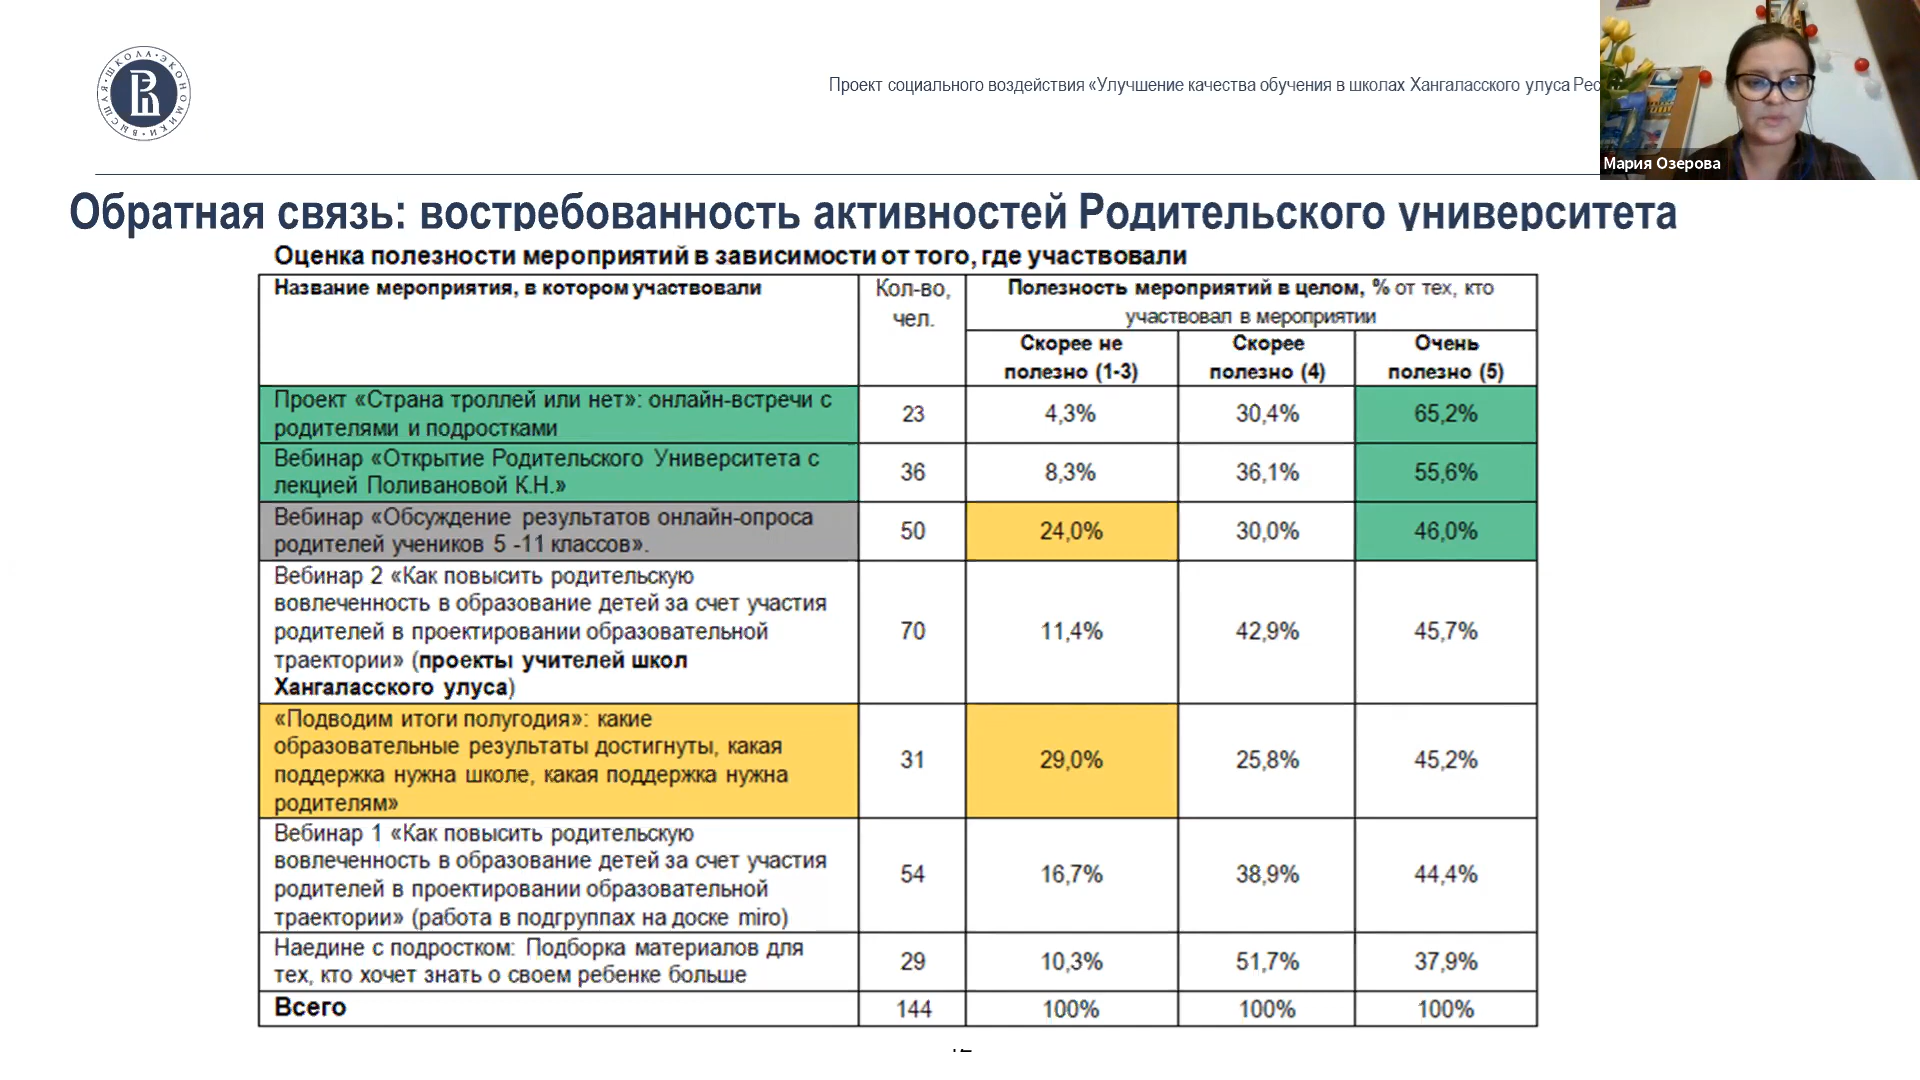 ВЫСШАЯ ШКОЛА ЭКОНОМИКИ
Проект социального воздействия «Улучшение качества обучения в школах Хангаласского улуса
Мария Озерова
Обратная связь: востребованность активностей Родительского университета
Оценка полезности мероприятий в зависимости от того, где участвовали
Название мероприятия, в котором участвовали
Кол-во,
чел.
Полезность мероприятий в целом, % от тех, кто
участвовал в мероприятии
Скорее не
полезно (1-3)
Скорее
полезно (4)
Очень
полезно (5)
Проект «Страна троллей или нет»: онлайн-встречи с
родителями и подростками
23
4,3%
30,4%
65,2%
Вебинар «Открытие Родительского Университета с
лекцией Поливановой К.Н.»
36
8,3%
36,1%
55,6%
Вебинар «Обсуждение результатов онлайн-опроса
родителей учеников 5 -11 классов».
50
24,0%
30,0%
46,0%
Вебинар 2 «Как повысить родительскую
вовлеченность в образование детей за счет участия
родителей в проектировании образовательной
траектории» (проекты учителей школ
Хангаласского улуса)
70
11,4%
42,9%
45,7%
«Подводим итоги полугодия»: какие
образовательные результаты достигнуты, какая
поддержка нужна школе, какая поддержка нужна
родителям»
31
29,0%
25,8%
45,2%
Вебинар 1 «Как повысить родительскую
вовлеченность в образование детей за счет участия
родителей в проектировании образовательной
траектории» (работа в подгруппах на доске miro)
54
16,7%
38,9%
44,4%
Наедине с подростком: Подборка материалов для
тех, кто хочет знать о своем ребенке больше
29
10,3%
51,7%
37,9%
Всего
144
100%
100%
100%